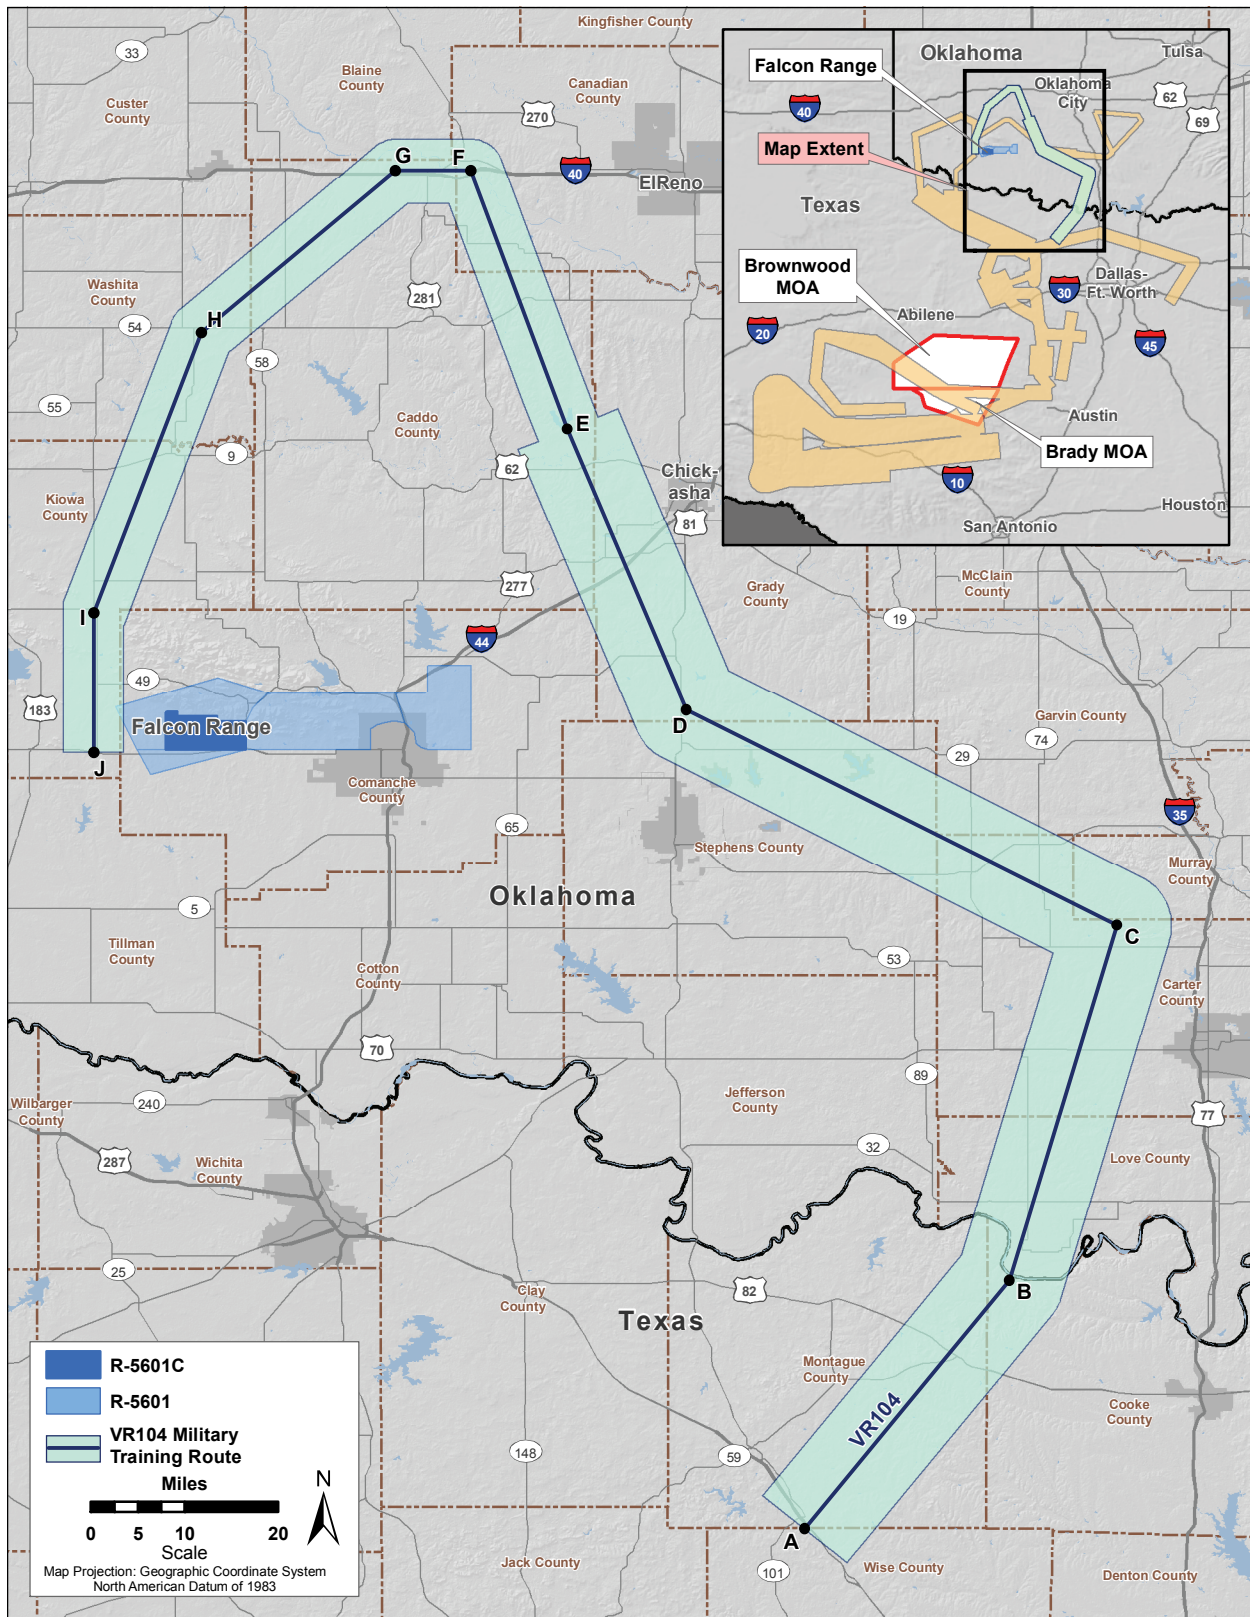 Kingfisher County
33
Blaine
County
Canadian
County
Custer
County
270
G
F
40
ElReno
Washita
County
281
54
H
58
55
Caddo
County
E
9
62
Chick-
asha
Kiowa
County
81
277
Grady
County
McClain
County
I
19
44
49
183
Falcon Range
D
Garvin County
74
29
J
Comanche
County
35
65
Stephens County
Murray
County
Oklahoma
5
C
Tillman
County
53
Cotton
County
Carter
County
70
89
Jefferson
County
Wilbarger
County
240
77
32
287
Wichita
County
Love County
25
Clay
County
82
B
Texas
Montague
County
Cooke
County
VR104
148
59
A
Jack County
101
Wise County
Denton County
Oklahoma
Tulsa
Falcon Range
Oklahoma
City
62
40
69
Map Extent
Texas
Brownwood
MOA
Dallas-
Ft. Worth
30
Abilene
20
45
Austin
Brady MOA
10
Houston
San Antonio
R-5601C
R-5601
VR104 Military
Training Route
Miles
N
0 5 10 20
Scale
Map Projection: Geographic Coordinate System
North American Datum of 1983